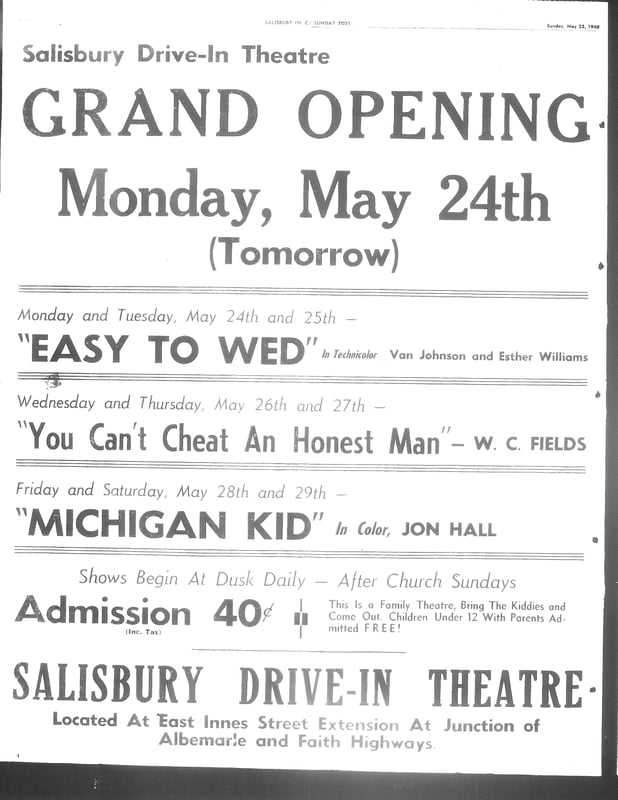 SALISBURY (N. C.) SUNDAY POST
Sunday, May 23, 1948
Salisbury Drive-In Theatre
GRAND OPENING
Monday, May 24th
(Tomorrow)
Monday and Tuesday, May 24th and 25th —
"EASY TO WED" In Technicolor Van Johnson and Esther Williams
Wednesday and Thursday, May 26th and 27th —
"You Can't Cheat An Honest Man" — W. C. FIELDS
Friday and Saturday, May 28th and 29th —
"MICHIGAN KID" In Color, JON HALL
Shows Begin At Dusk Daily — After Church Sundays
Admission 40¢
(Inc. Tax)
This Is a Family Theatre, Bring The Kiddies and
Come Out. Children Under 12 With Parents Ad-
mitted FREE!
SALISBURY DRIVE-IN THEATRE
Located At East Innes Street Extension At Junction of
Albemarle and Faith Highways.